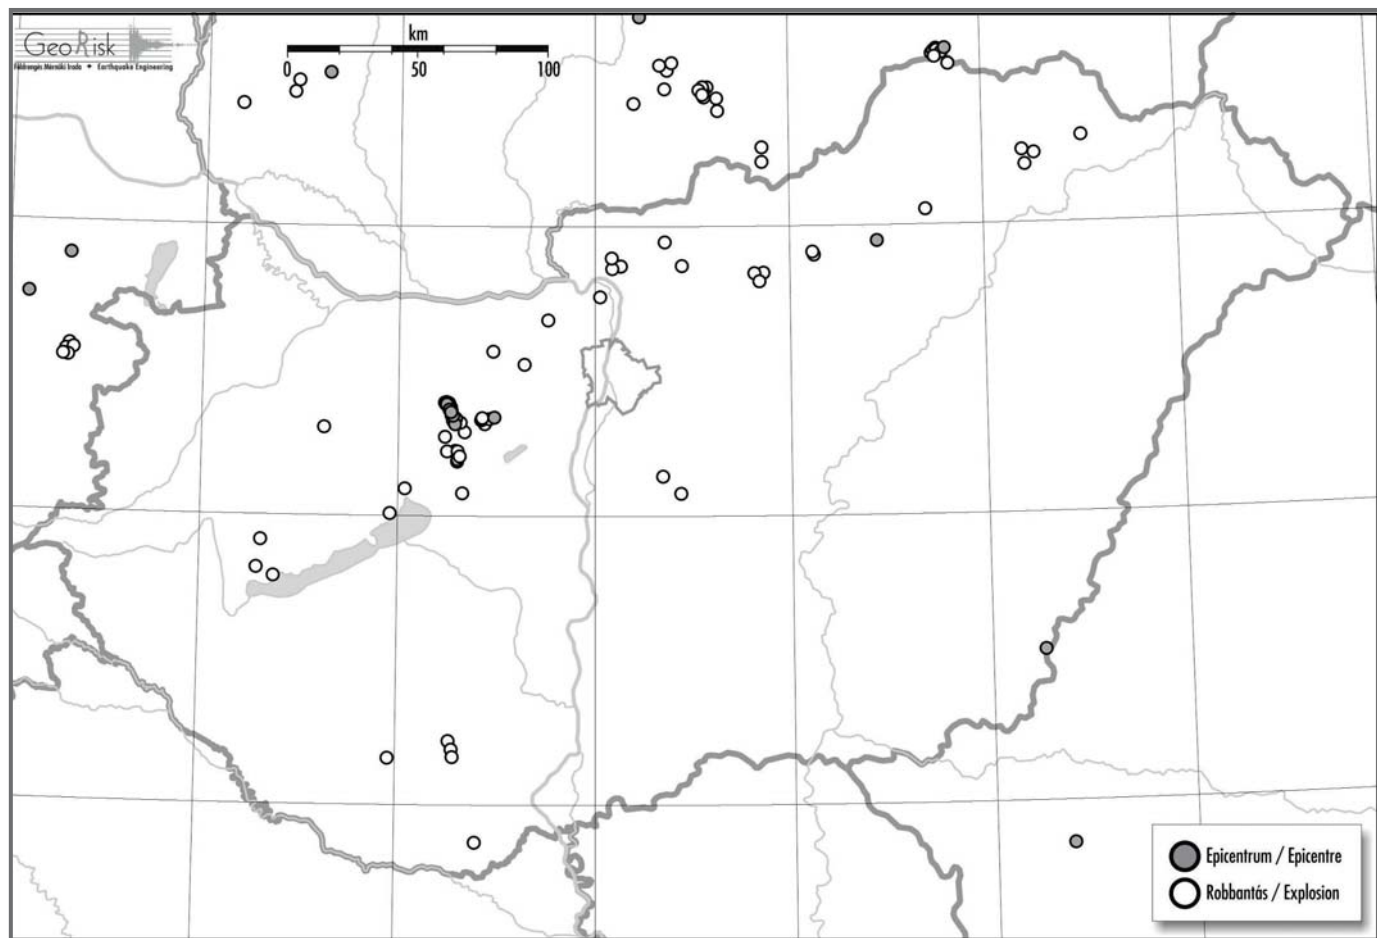 GeoRisk
Földrengés Mérnöki Iroda • Earthquake Engineering
km
0 50 100
Epicentrum / Epicentre
Robbantás / Explosion